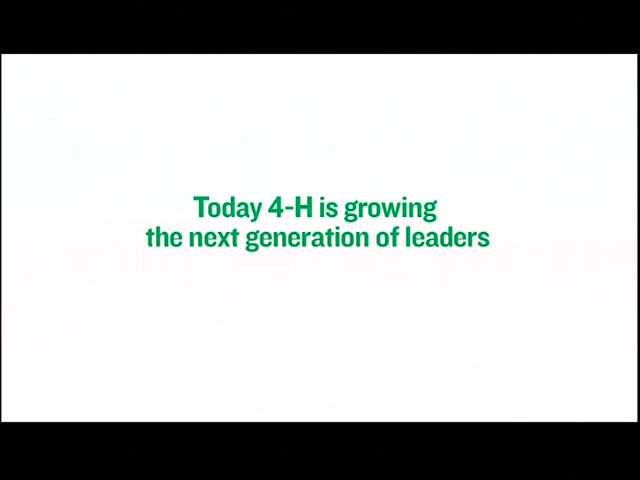 Today 4-H is growing
the next generation of leaders